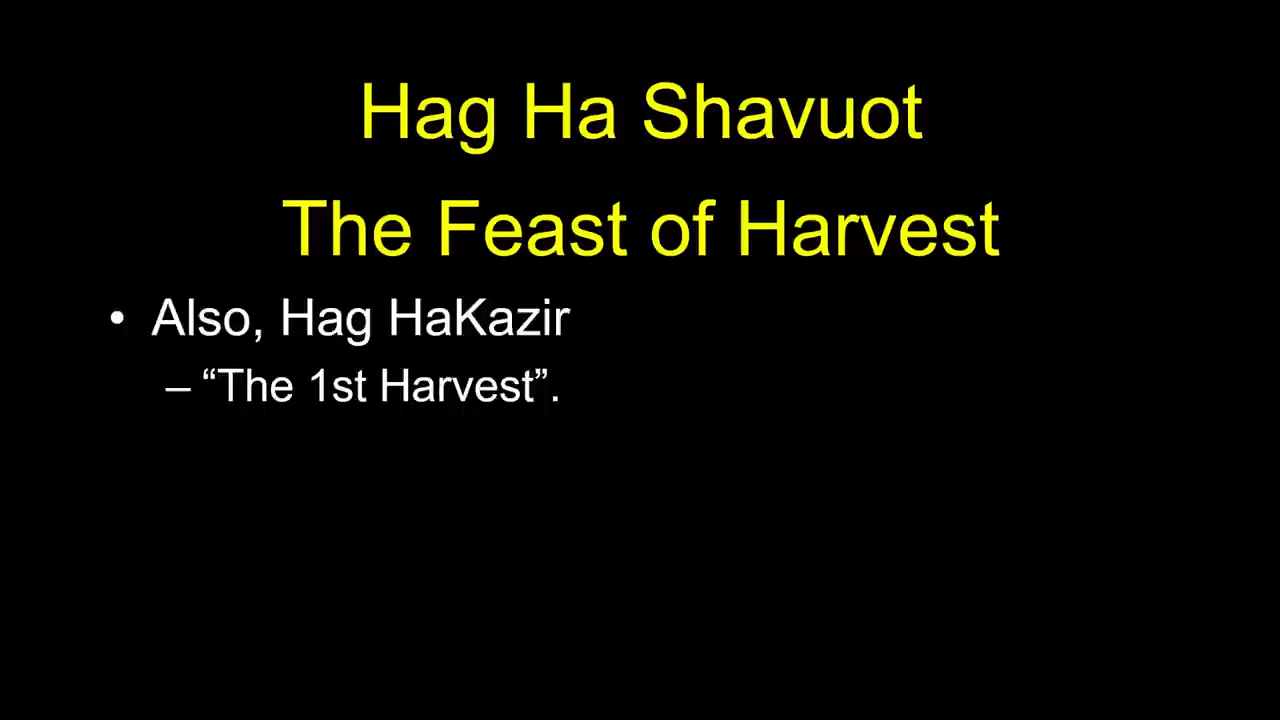 Hag Ha Shavuot
The Feast of Harvest
• Also, Hag HaKazir
– “The 1st Harvest”.